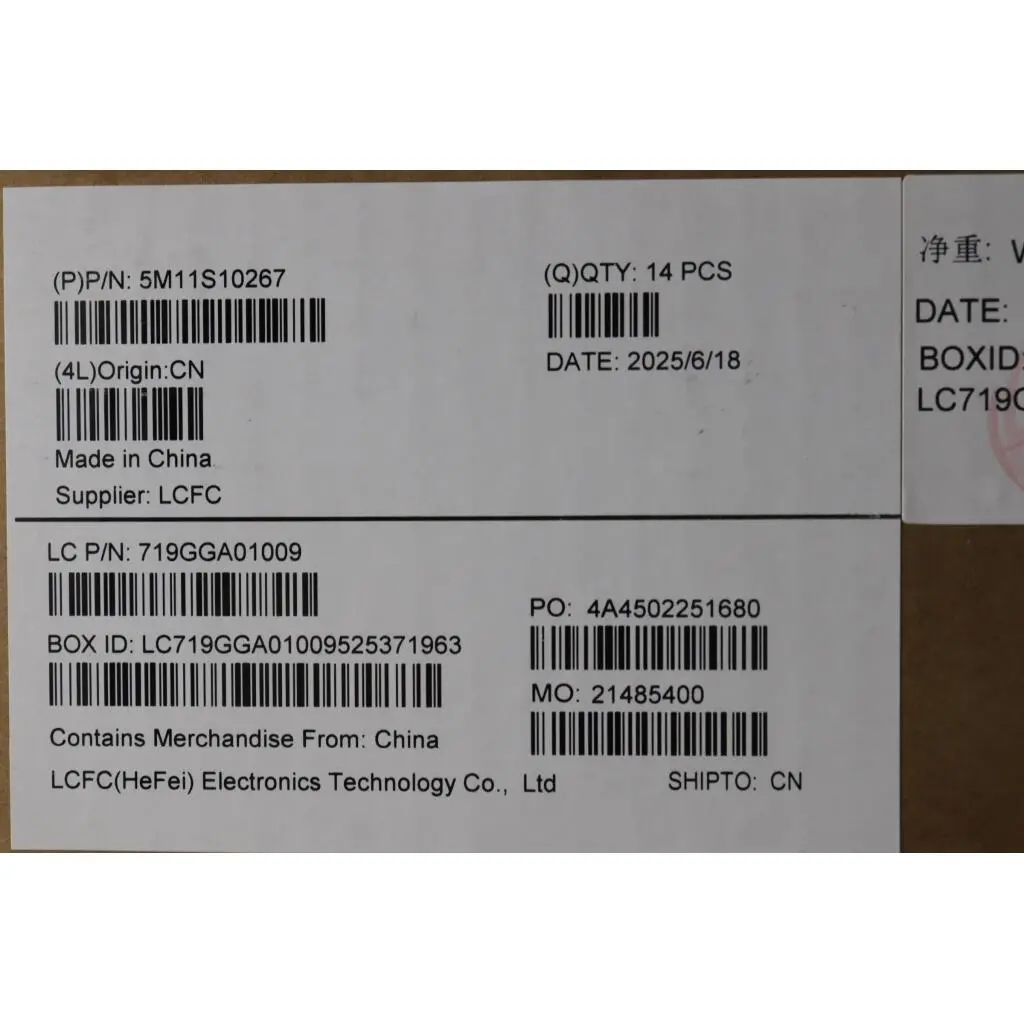 (P)P/N: 5M11S10267
(Q)QTY: 14 PCS
(4L)Origin:CN
DATE: 2025/6/18
Made in China
Supplier: LCFC
LC P/N: 719GGA01009
PO: 4A4502251680
BOX ID: LC719GGA01009525371963
MO: 21485400
Contains Merchandise From: China
LCFC(HeFei) Electronics Technology Co., Ltd
SHIPTO: CN
净重:
DATE:
BOXID:
LC719